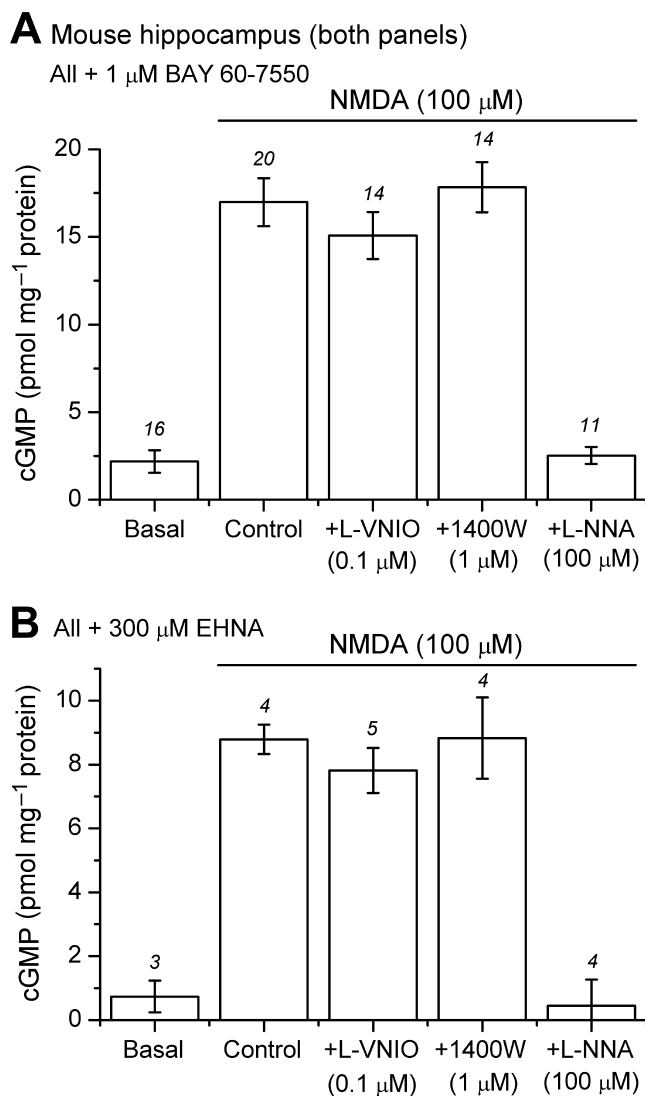 A Mouse hippocampus (both panels)
All + 1 μM BAY 60-7550
NMDA (100 μM)
cGMP (pmol mg⁻¹ protein)
20
15
10
5
0
16
20
14
14
11
Basal Control +L-VNIO +1400W +L-NNA
(0.1 μM) (1 μM) (100 μM)
B All + 300 μM EHNA
NMDA (100 μM)
cGMP (pmol mg⁻¹ protein)
10
8
6
4
2
0
3
4
5
4
4
Basal Control +L-VNIO +1400W +L-NNA
(0.1 μM) (1 μM) (100 μM)